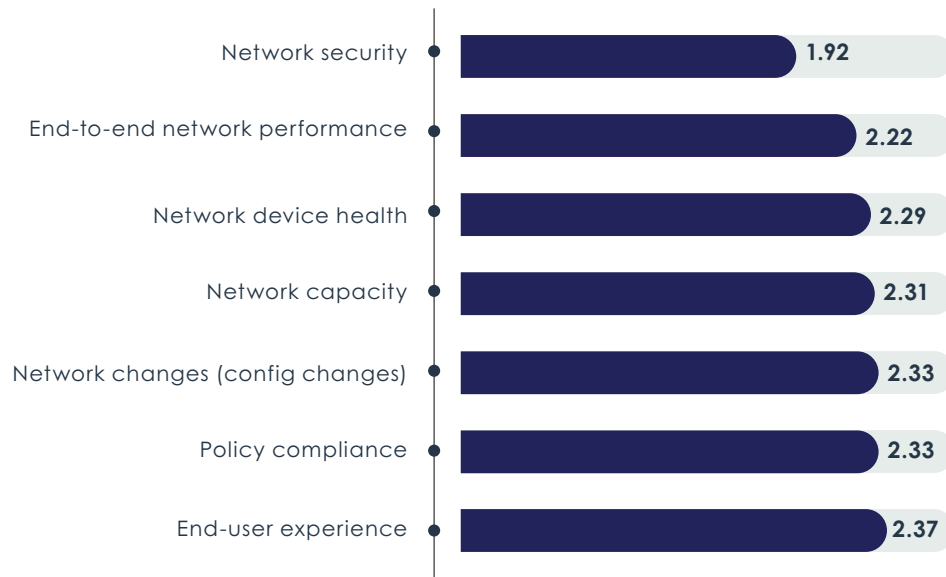 Network security 1.92
End-to-end network performance 2.22
Network device health 2.29
Network capacity 2.31
Network changes (config changes) 2.33
Policy compliance 2.33
End-user experience 2.37